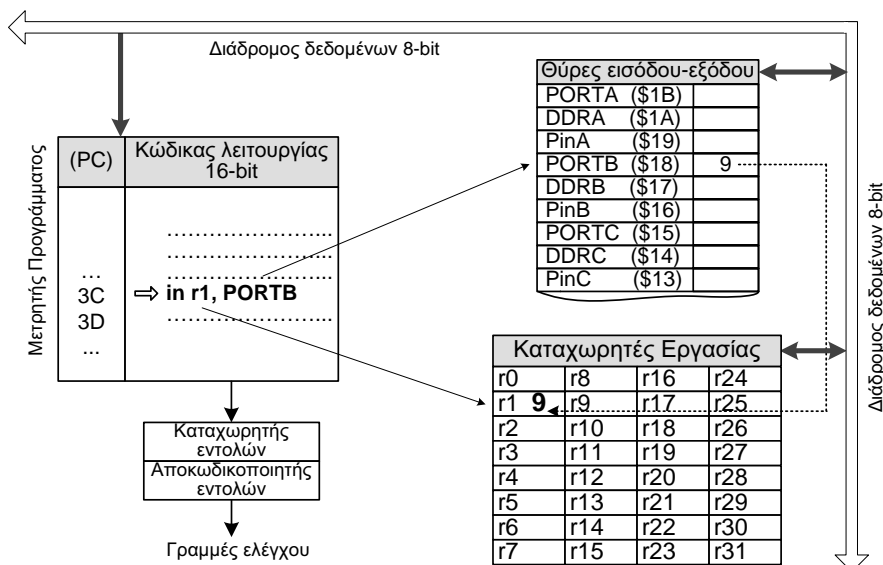 Διάδρομος δεδομένων 8-bit
Μετρητής Προγράμματος
(PC)
Κώδικας λειτουργίας
16-bit
…………………….
…………………….
…………………….
...
3C
in r1, PORTB
3D
…………………….
...
Καταχωρητής
εντολών
Αποκωδικοποιητής
εντολών
Γραμμές ελέγχου
Θύρες εισόδου-εξόδου
PORTA ($1B)
DDRA ($1A)
PinA ($19)
PORTB ($18) 9
DDRB ($17)
PinB ($16)
PORTC ($15)
DDRC ($14)
PinC ($13)
Διάδρομος δεδομένων 8-bit
Καταχωρητές Εργασίας
r0 r8 r16 r24
r1 9 r9 r17 r25
r2 r10 r18 r26
r3 r11 r19 r27
r4 r12 r20 r28
r5 r13 r21 r29
r6 r14 r22 r30
r7 r15 r23 r31